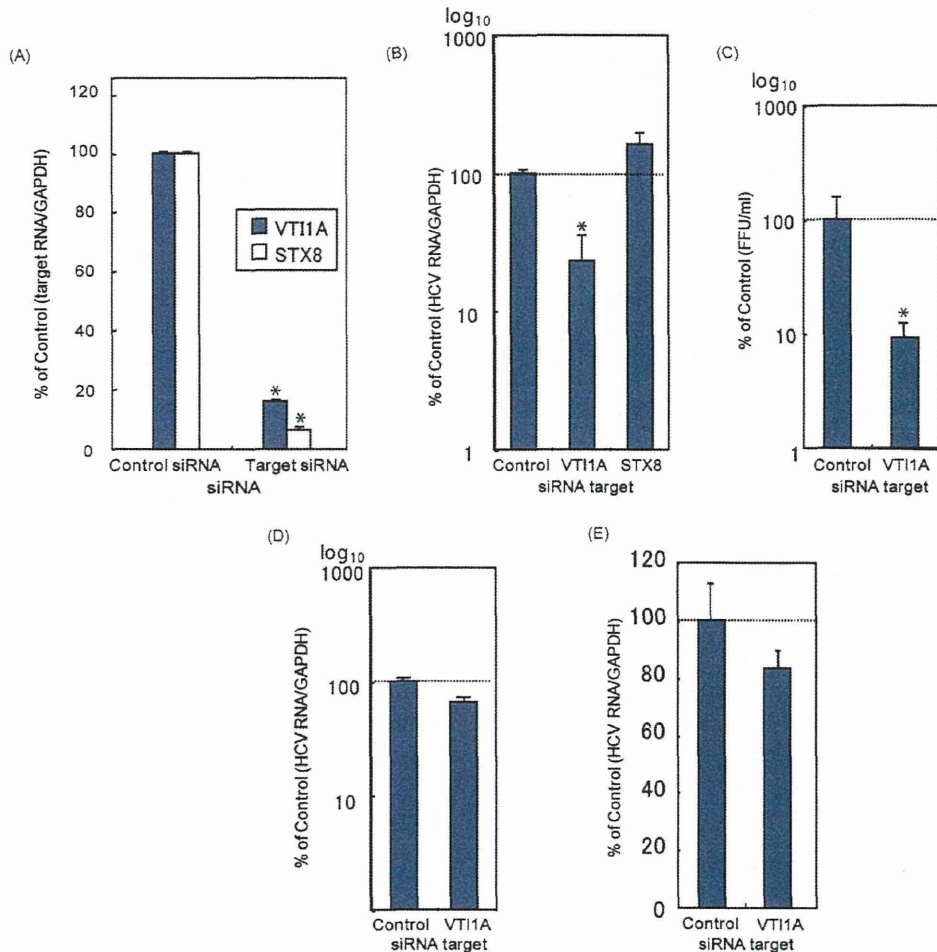 (A)
% of Control (target RNA/GAPDH)
120
100
80
60
40
20
0
VTI1A
STX8
*
*
Control siRNA
Target siRNA
siRNA
(B)
log10
% of Control (HCV RNA/GAPDH)
1000
100
10
1
*
Control
VTI1A
STX8
siRNA target
(C)
log10
% of Control (FFU/ml)
1000
100
10
1
*
Control
VTI1A
siRNA target
(D)
log10
% of Control (HCV RNA/GAPDH)
1000
100
10
Control
VTI1A
siRNA target
(E)
% of Control (HCV RNA/GAPDH)
120
100
80
60
40
20
0
Control
VTI1A
siRNA target